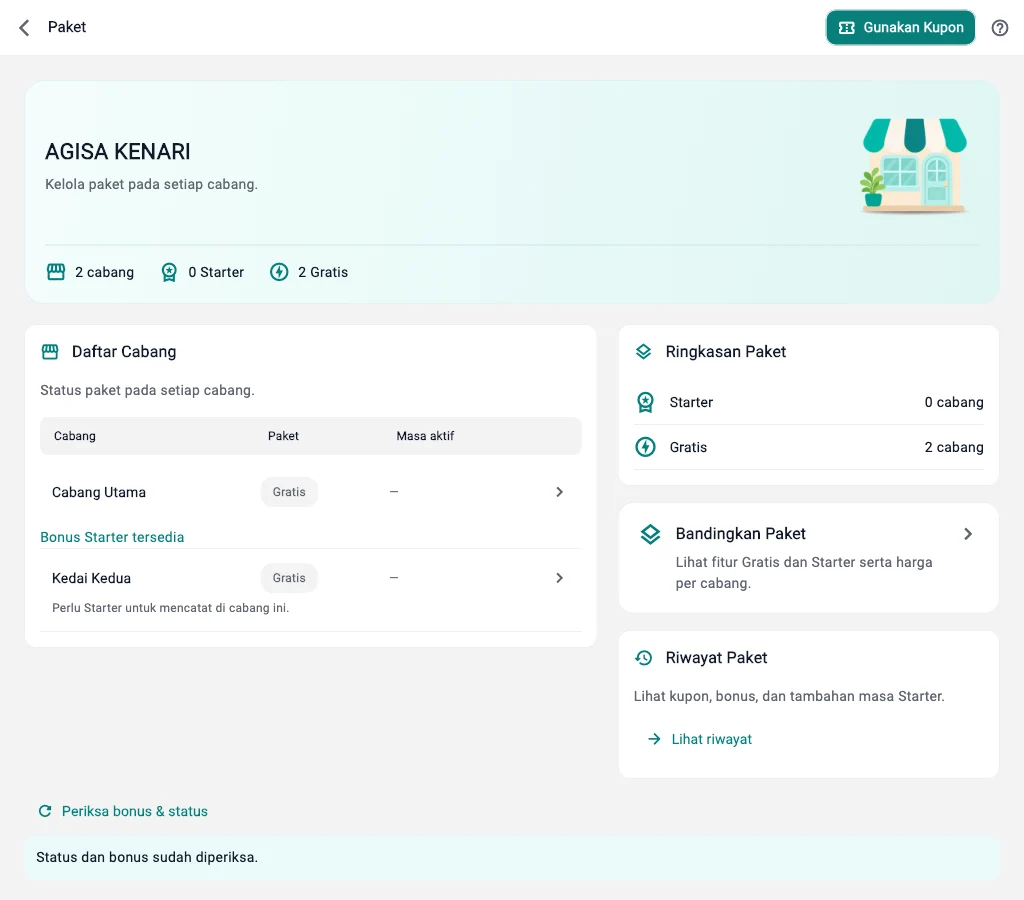 Paket
Gunakan Kupon
AGISA KENARI
Kelola paket pada setiap cabang.
2 cabang
0 Starter
2 Gratis
Daftar Cabang
Status paket pada setiap cabang.
Cabang
Paket
Masa aktif
Cabang Utama
Gratis
–
Bonus Starter tersedia
Kedai Kedua
Gratis
–
Perlu Starter untuk mencatat di cabang ini.
Ringkasan Paket
Starter
0 cabang
Gratis
2 cabang
Bandingkan Paket
Lihat fitur Gratis dan Starter serta harga
per cabang.
Riwayat Paket
Lihat kupon, bonus, dan tambahan masa Starter.
Lihat riwayat
Periksa bonus & status
Status dan bonus sudah diperiksa.